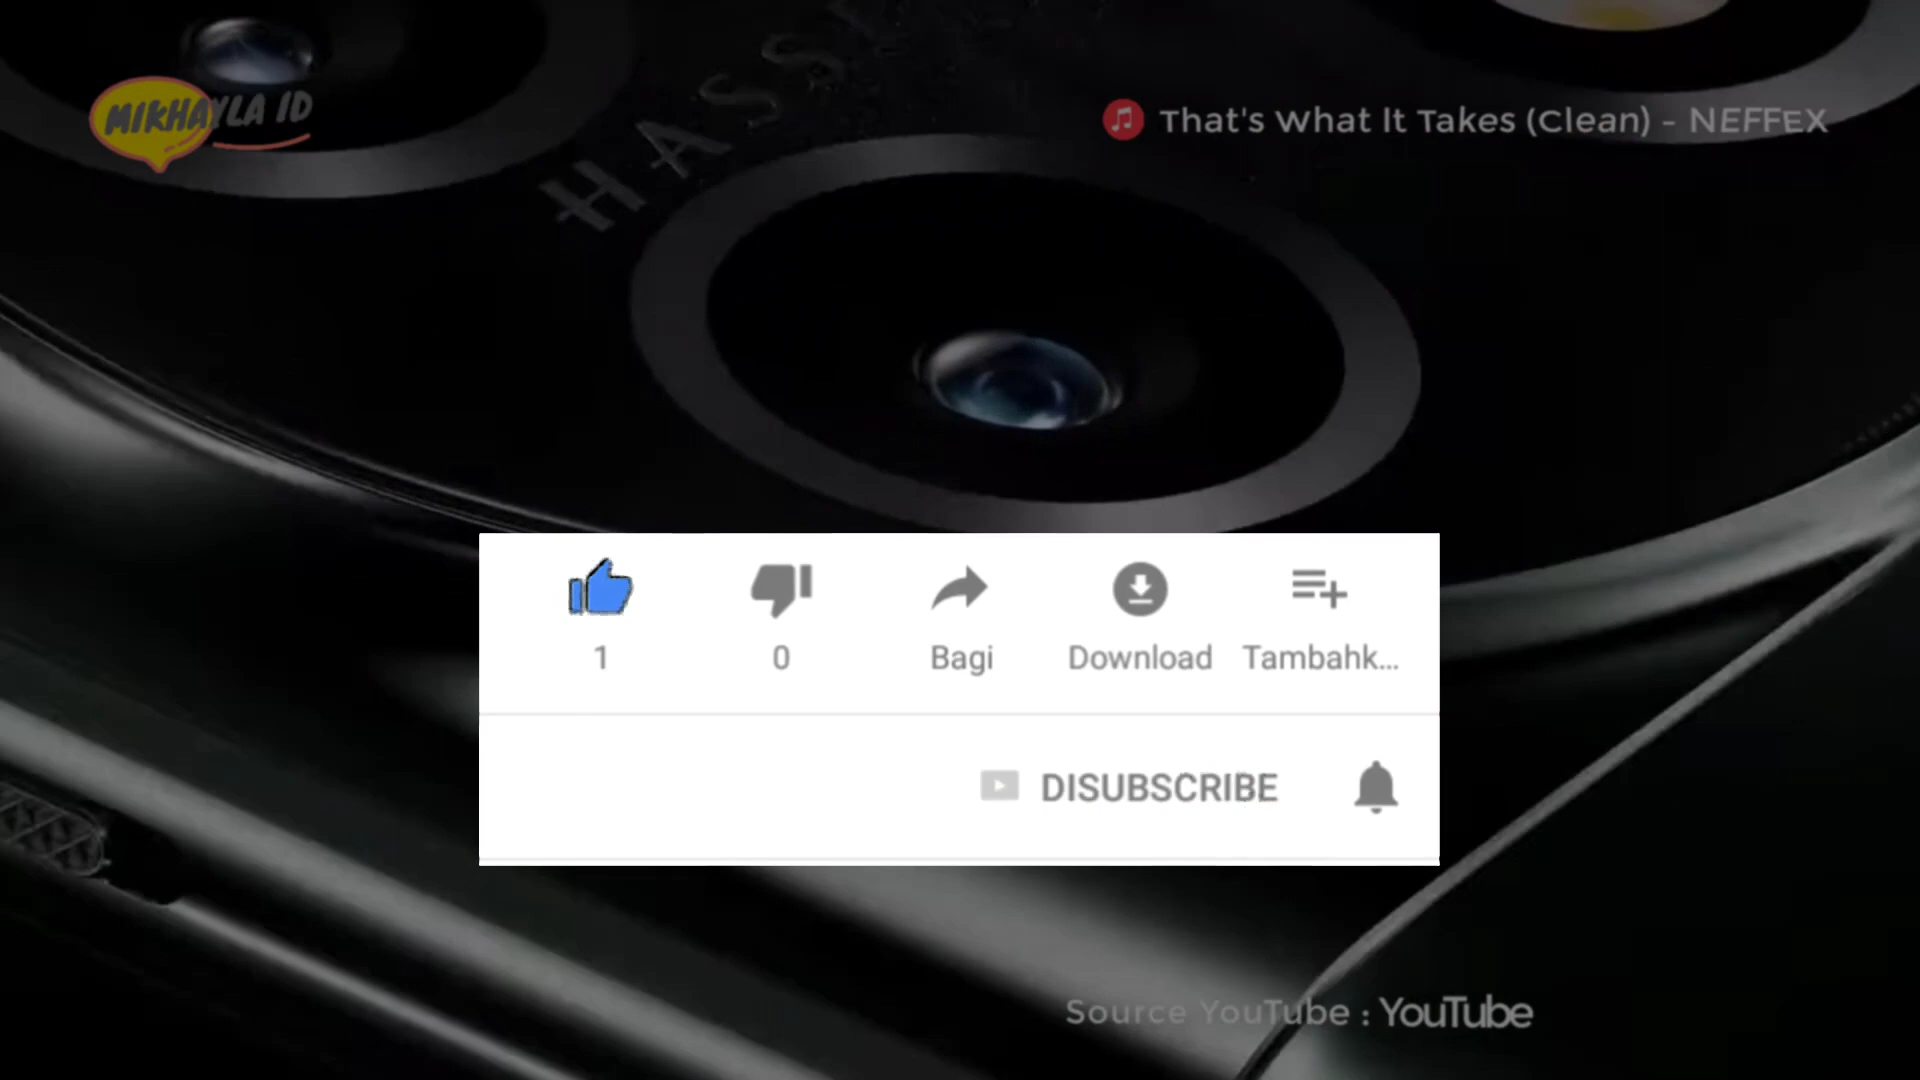 MIKHAYLA ID
That's What It Takes (Clean) - NEFFEX
HASS
1
0
Bagi
Download
Tambahk...
DISUBSCRIBE
Source YouTube : YouTube